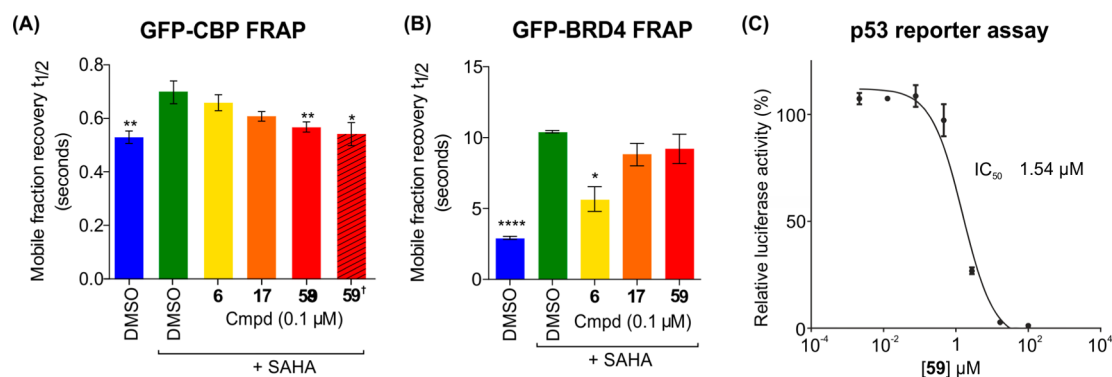 (A)
GFP-CBP FRAP
Mobile fraction recovery t1/2
(seconds)
0.8
0.6
0.4
0.2
0.0
**
**
*
DMSO
DMSO
6
17
59
59†
Cmpd (0.1 µM)
+ SAHA
(B)
GFP-BRD4 FRAP
Mobile fraction recovery t1/2
(seconds)
15
10
5
0
****
*
DMSO
DMSO
6
17
59
Cmpd (0.1 µM)
+ SAHA
(C)
p53 reporter assay
Relative luciferase activity (%)
100
50
0
IC50 1.54 µM
10-4
10-2
1
102
104
[59] µM